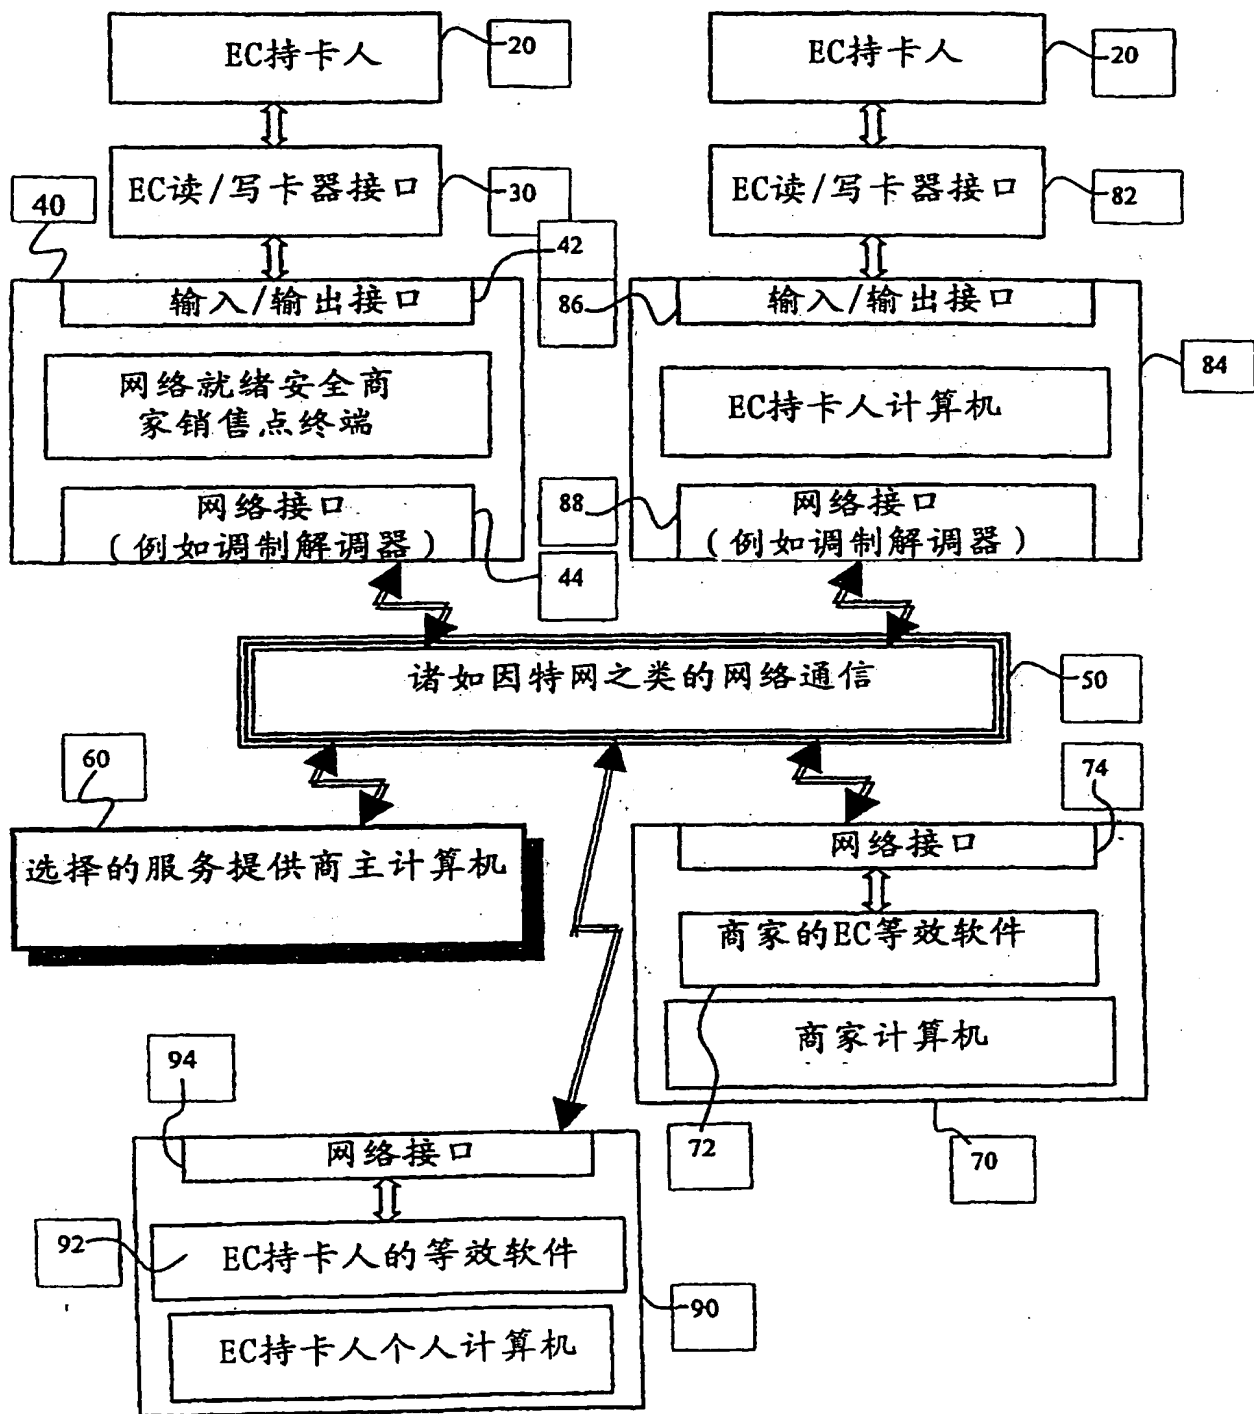 EC持卡人
20
EC持卡人
20
EC读/写卡器接口
30
EC读/写卡器接口
82
40
42
输入/输出接口
86
输入/输出接口
84
网络就绪安全商
家销售点终端
EC持卡人计算机
网络接口
(例如调制解调器)
44
88
网络接口
(例如调制解调器)
诸如因特网之类的网络通信
50
60
选择的服务提供商主计算机
74
网络接口
商家的EC等效软件
商家计算机
72
70
94
网络接口
92
EC持卡人的等效软件
EC持卡人个人计算机
90